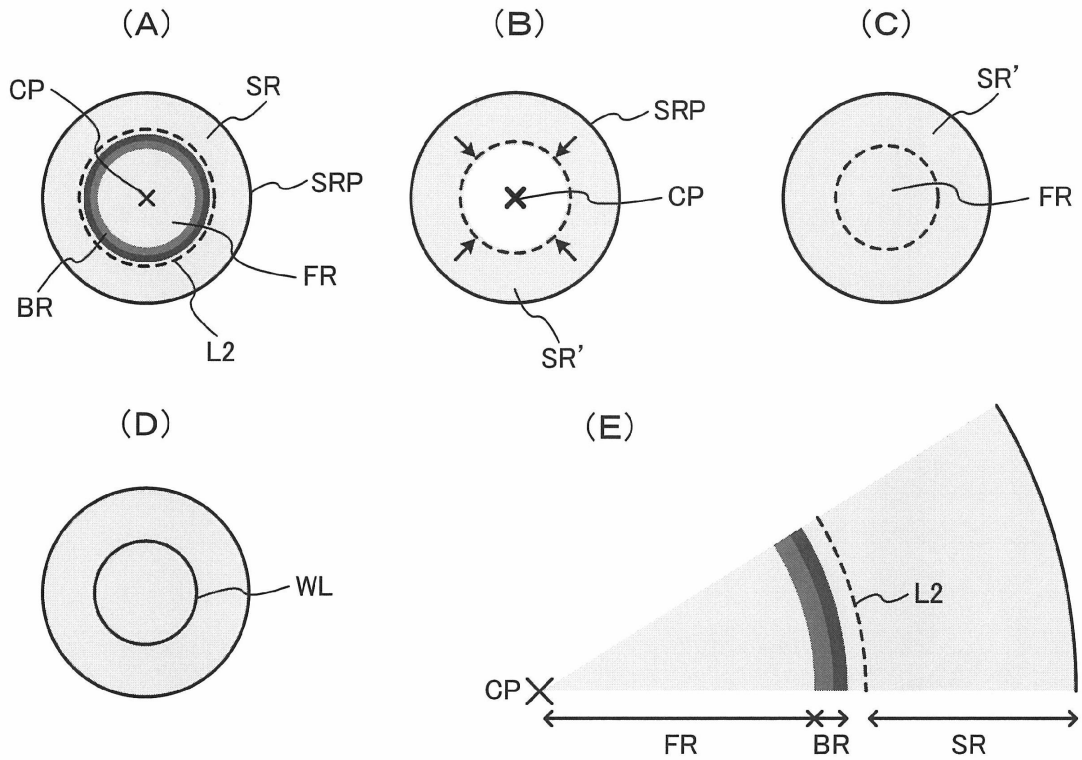 (A)
CP
SR
SRP
FR
BR
L2
(B)
SRP
CP
SR’
(C)
SR’
FR
(D)
WL
(E)
L2
CP
FR
BR
SR